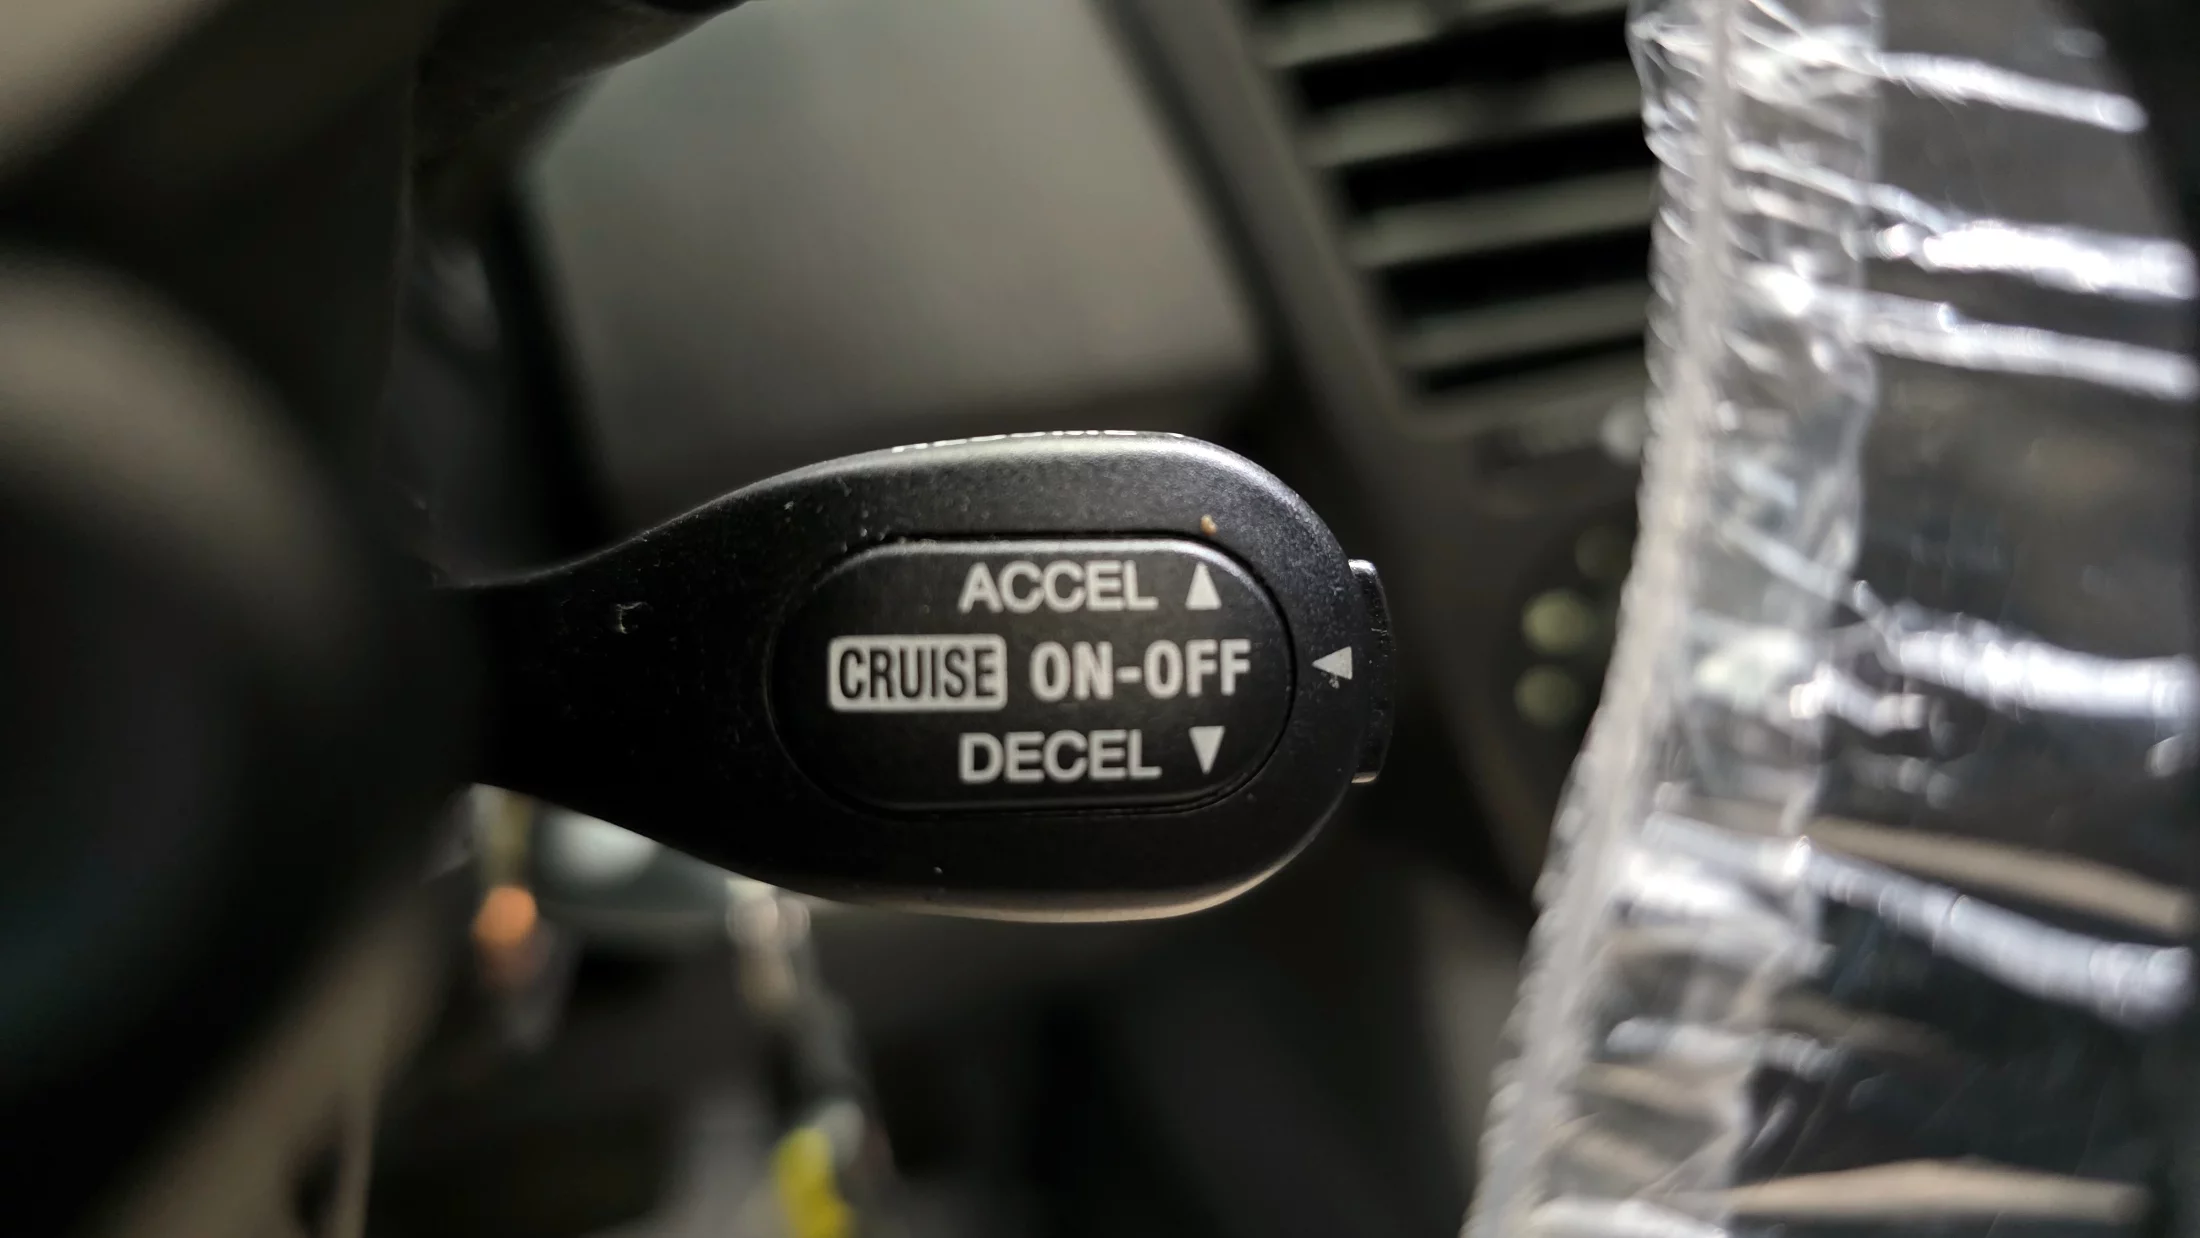 ACCEL ▲
CRUISE ON-OFF ◀
DECEL ▼